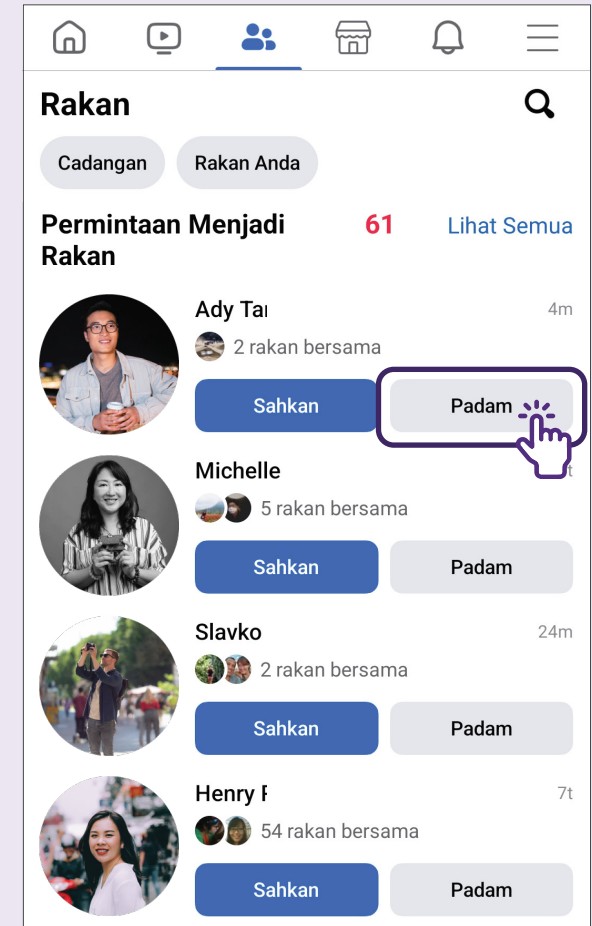 Rakan
Cadangan Rakan Anda
Permintaan Menjadi 61 Lihat Semua
Rakan
Ady 4m
2 rakan bersama
Sahkan Padam
Michelle
5 rakan bersama
Sahkan Padam
Slavko 24m
2 rakan bersama
Sahkan Padam
Henry 7t
54 rakan bersama
Sahkan Padam